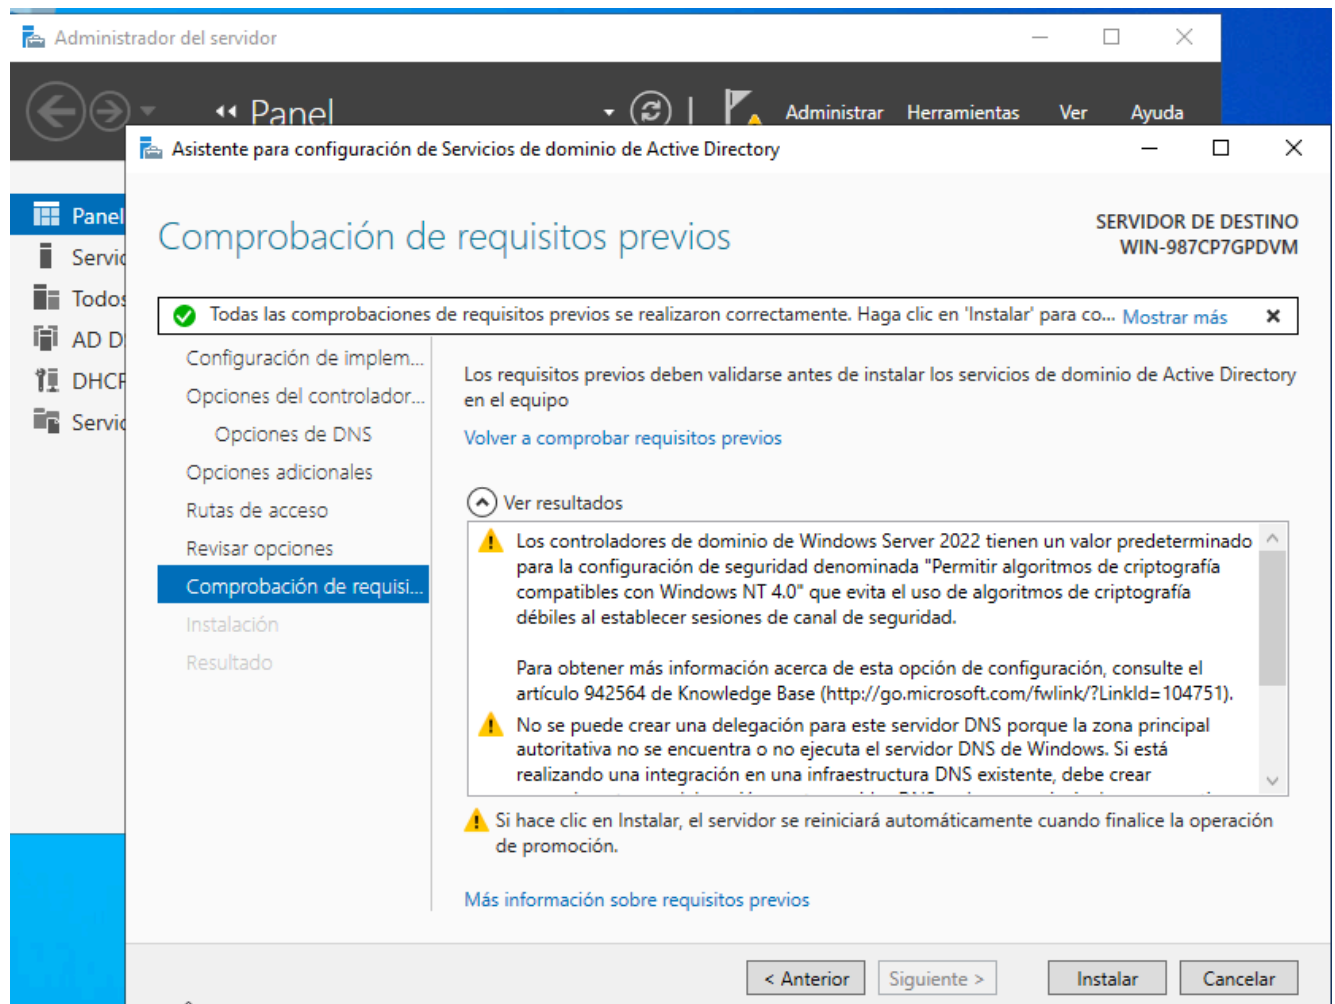 Administrador del servidor
Panel
Administrar Herramientas Ver Ayuda
Asistente para configuración de Servicios de dominio de Active Directory
Panel
Servic
Todos
AD D
DHCP
Servic
Comprobación de requisitos previos
SERVIDOR DE DESTINO
WIN-987CP7GPDVM
Todas las comprobaciones de requisitos previos se realizaron correctamente. Haga clic en 'Instalar' para co... Mostrar más
Configuración de implem...
Opciones del controlador...
Opciones de DNS
Opciones adicionales
Rutas de acceso
Revisar opciones
Comprobación de requisi...
Instalación
Resultado
Los requisitos previos deben validarse antes de instalar los servicios de dominio de Active Directory
en el equipo
Volver a comprobar requisitos previos
Ver resultados
Los controladores de dominio de Windows Server 2022 tienen un valor predeterminado
para la configuración de seguridad denominada "Permitir algoritmos de criptografía
compatibles con Windows NT 4.0" que evita el uso de algoritmos de criptografía
débiles al establecer sesiones de canal de seguridad.
Para obtener más información acerca de esta opción de configuración, consulte el
artículo 942564 de Knowledge Base (http://go.microsoft.com/fwlink/?LinkId=104751).
No se puede crear una delegación para este servidor DNS porque la zona principal
autoritativa no se encuentra o no ejecuta el servidor DNS de Windows. Si está
realizando una integración en una infraestructura DNS existente, debe crear
Si hace clic en Instalar, el servidor se reiniciará automáticamente cuando finalice la operación
de promoción.
Más información sobre requisitos previos
< Anterior
Siguiente >
Instalar
Cancelar